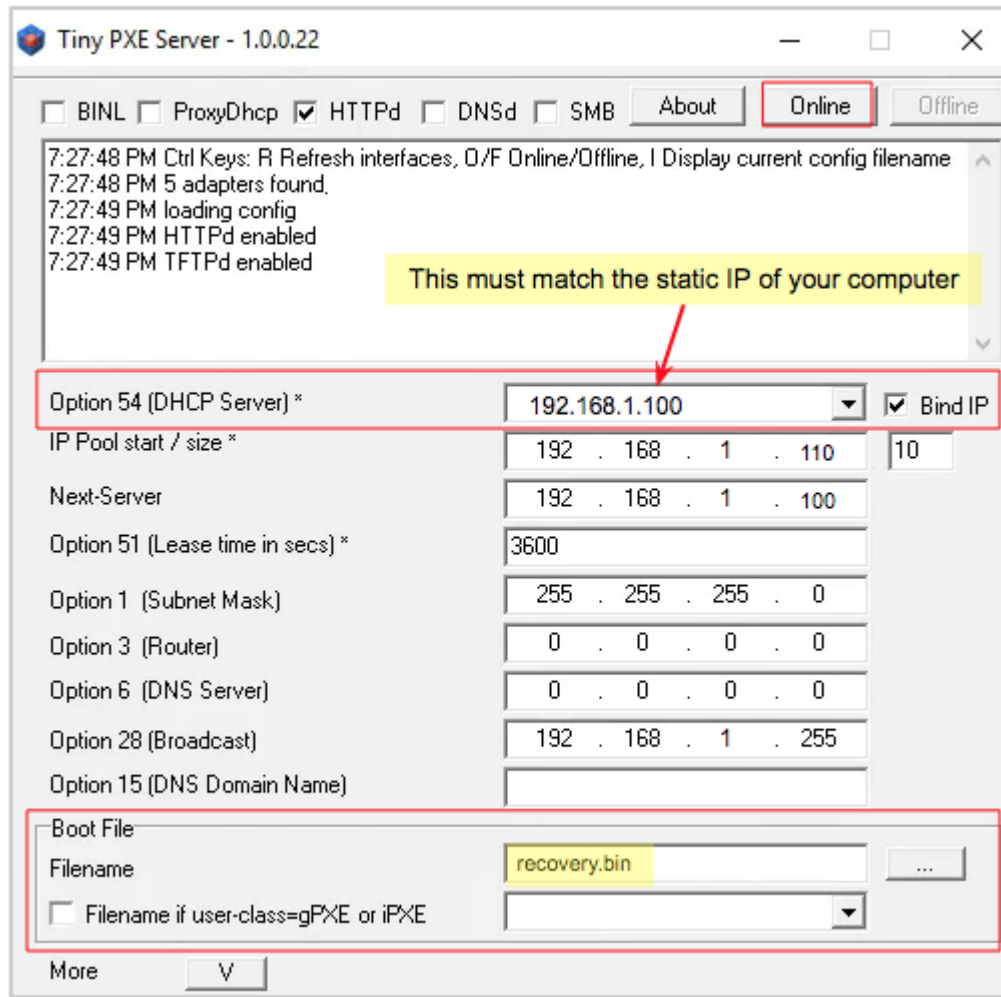 Tiny PXE Server - 1.0.0.22
BINL ProxyDhcp HTTPd DNSd SMB About Online Offline
7:27:48 PM Ctrl Keys: R Refresh interfaces, O/F Online/Offline, I Display current config filename
7:27:48 PM 5 adapters found.
7:27:49 PM loading config
7:27:49 PM HTTPd enabled
7:27:49 PM TFTPd enabled
This must match the static IP of your computer
Option 54 (DHCP Server) * 192.168.1.100 Bind IP
IP Pool start / size * 192 . 168 . 1 . 110 10
Next-Server 192 . 168 . 1 . 100
Option 51 (Lease time in secs) * 3600
Option 1 (Subnet Mask) 255 . 255 . 255 . 0
Option 3 (Router) 0 . 0 . 0 . 0
Option 6 (DNS Server) 0 . 0 . 0 . 0
Option 28 (Broadcast) 192 . 168 . 1 . 255
Option 15 (DNS Domain Name)
Boot File
Filename recovery.bin ...
Filename if user-class=gPXE or iPXE
More V